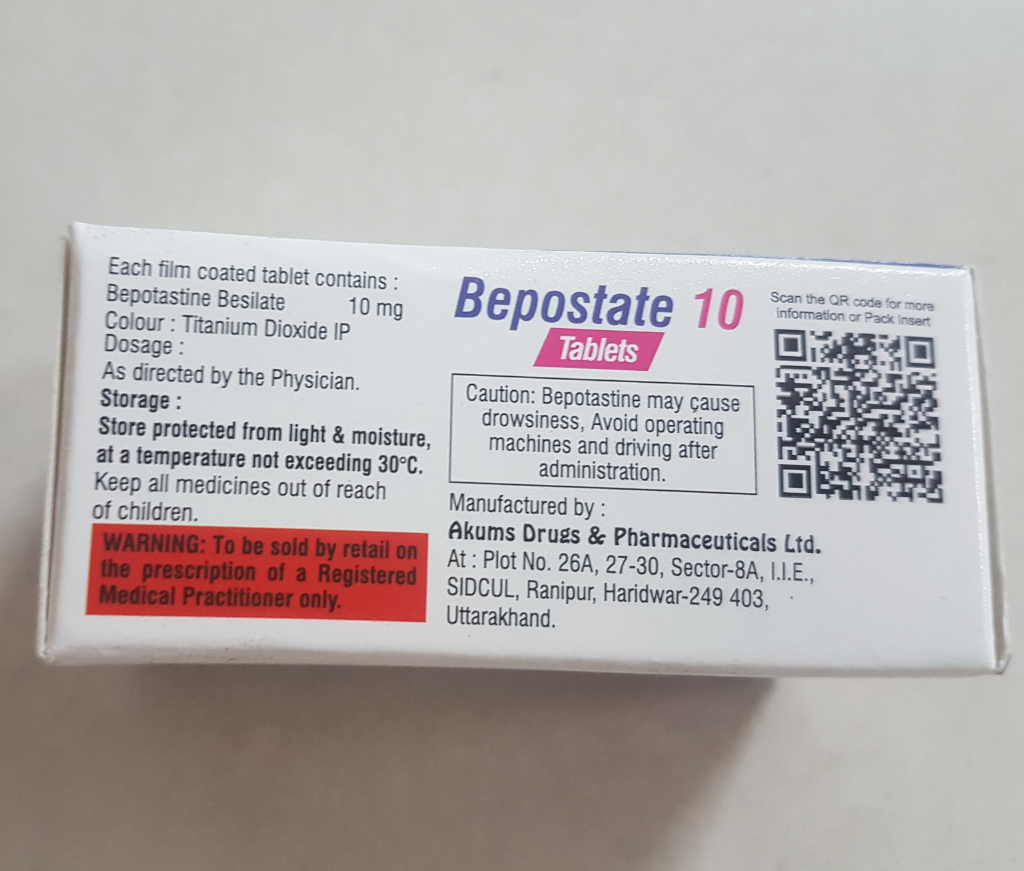 Each film coated tablet contains :
Bepotastine Besilate 10 mg
Colour : Titanium Dioxide IP
Dosage :
As directed by the Physician.
Storage :
Store protected from light & moisture,
at a temperature not exceeding 30°C.
Keep all medicines out of reach
of children.
WARNING: To be sold by retail on
the prescription of a Registered
Medical Practitioner only.
Bepostate 10
Tablets
Caution: Bepotastine may cause
drowsiness, Avoid operating
machines and driving after
administration.
Manufactured by :
Akums Drugs & Pharmaceuticals Ltd.
At : Plot No. 26A, 27-30, Sector-8A, I.I.E.,
SIDCUL, Ranipur, Haridwar-249 403,
Uttarakhand.
Scan the QR code for more
information or Pack Insert